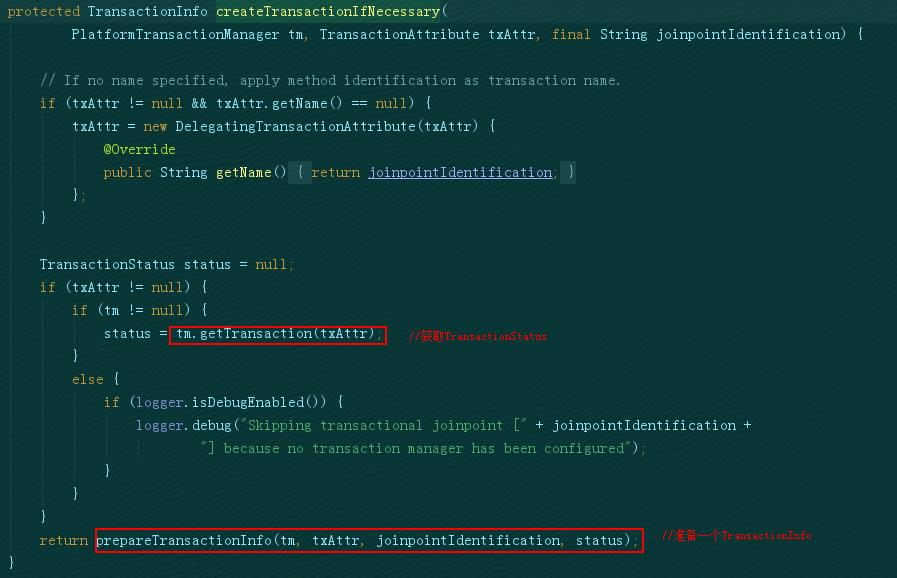 protected TransactionInfo createTransactionIfNecessary(
        PlatformTransactionManager tm, TransactionAttribute txAttr, final String joinpointIdentification) {
    // If no name specified, apply method identification as transaction name.
    if (txAttr != null && txAttr.getName() == null) {
        txAttr = new DelegatingTransactionAttribute(txAttr) {
            @Override
            public String getName() { return joinpointIdentification; }
        };
    }
    TransactionStatus status = null;
    if (txAttr != null) {
        if (tm != null) {
            status = tm.getTransaction(txAttr); //获取TransactionStatus
        }
        else {
            if (logger.isDebugEnabled()) {
                logger.debug("Skipping transactional joinpoint [" + joinpointIdentification +
                        "] because no transaction manager has been configured");
            }
        }
    }
    return prepareTransactionInfo(tm, txAttr, joinpointIdentification, status); //准备一个TransactionInfo
}